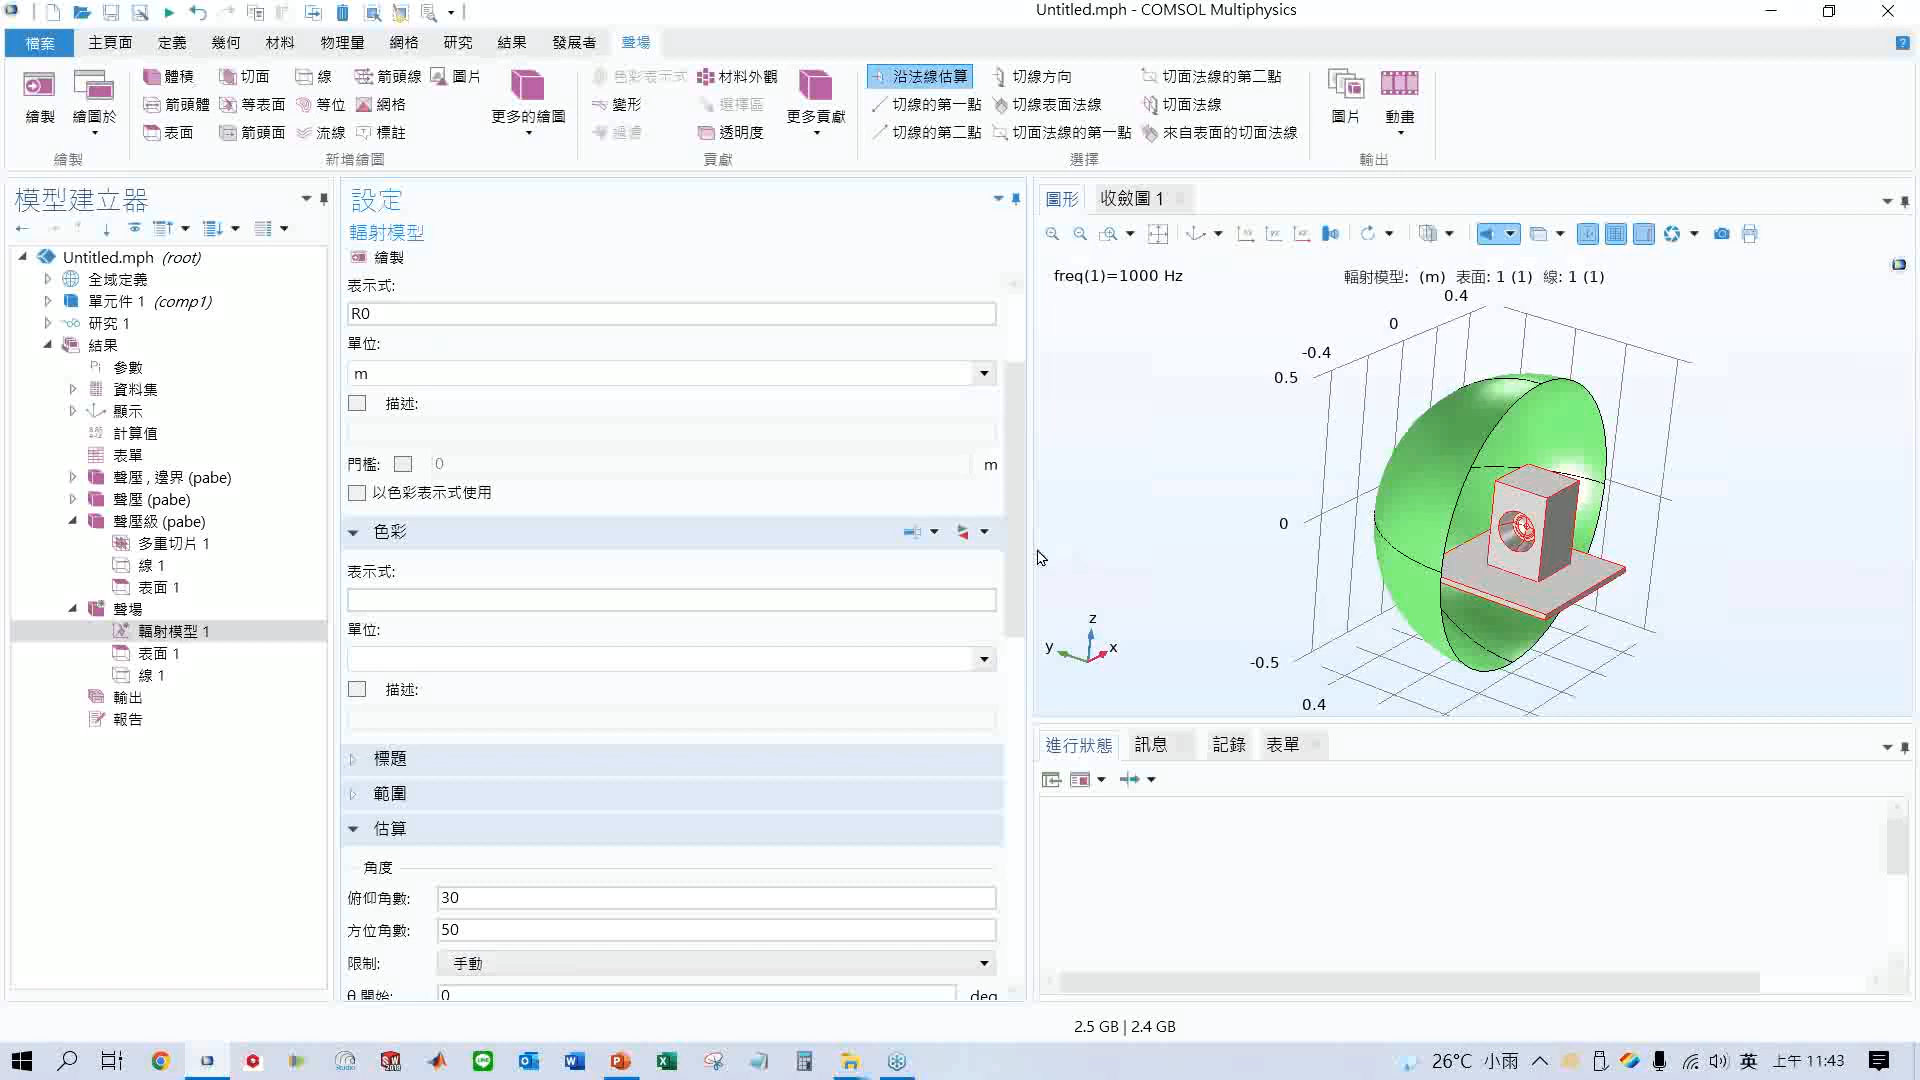 Untitled.mph - COMSOL Multiphysics
檔案 主頁面 定義 幾何 材料 物理量 網格 研究 結果 發展者 聲場
體積 切面 線 箭頭線 圖片 色彩表示式 材料外觀 沿法線估算 切線方向 切面法線的第二點
箭頭體 等表面 等位 網格 變形 選擇區 切線的第一點 切線表面法線 切面法線
繪製 繪圖於 更多的繪圖 更多貢獻 圖片 動畫
表面 箭頭面 流線 標註 透明度 切線的第二點 切面法線的第一點 來自表面的切面法線
繪製 新增繪圖 貢獻 選擇 輸出
模型建立器
Untitled.mph (root)
全域定義
單元件 1 (comp1)
研究 1
結果
參數
資料集
顯示
計算值
表單
聲壓 , 邊界 (pabe)
聲壓 (pabe)
聲壓級 (pabe)
多重切片 1
線 1
表面 1
聲場
輻射模型 1
表面 1
線 1
輸出
報告
設定
輻射模型
繪製
表示式:
R0
單位:
m
描述:
門檻: 0 m
以色彩表示式使用
色彩
表示式:
單位:
描述:
標題
範圍
估算
角度
俯仰角數: 30
方位角數: 50
限制: 手動
θ 開始: 0 deg
圖形 收斂圖 1
freq(1)=1000 Hz 輻射模型: (m) 表面: 1 (1) 線: 1 (1)
0.4
0
-0.4
0.5
0
-0.5
0.4
z
y x
進行狀態 訊息 記錄 表單
2.5 GB | 2.4 GB
26°C 小雨 英 上午 11:43